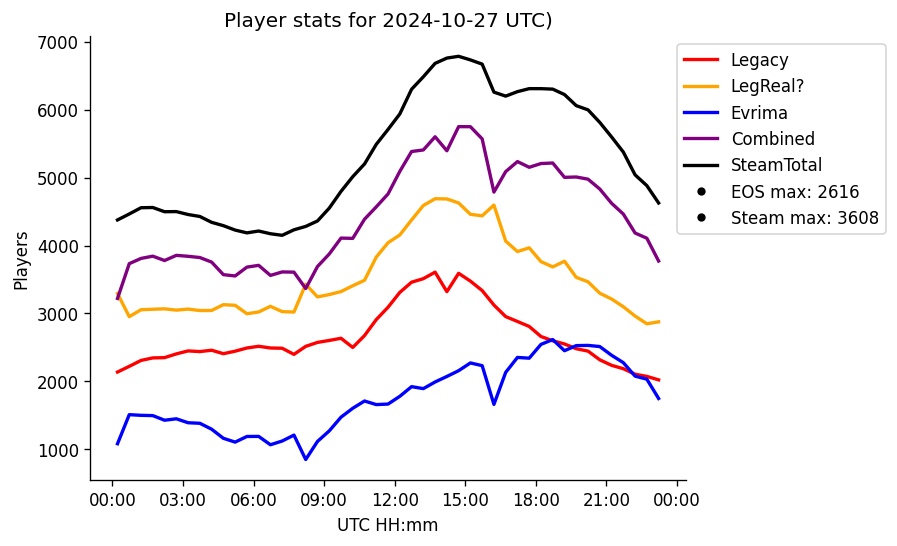 Player stats for 2024-10-27 UTC)
7000
6000
5000
4000
3000
2000
1000
Players
00:00 03:00 06:00 09:00 12:00 15:00 18:00 21:00 00:00
UTC HH:mm
Legacy
LegReal?
Evrima
Combined
SteamTotal
EOS max: 2616
Steam max: 3608